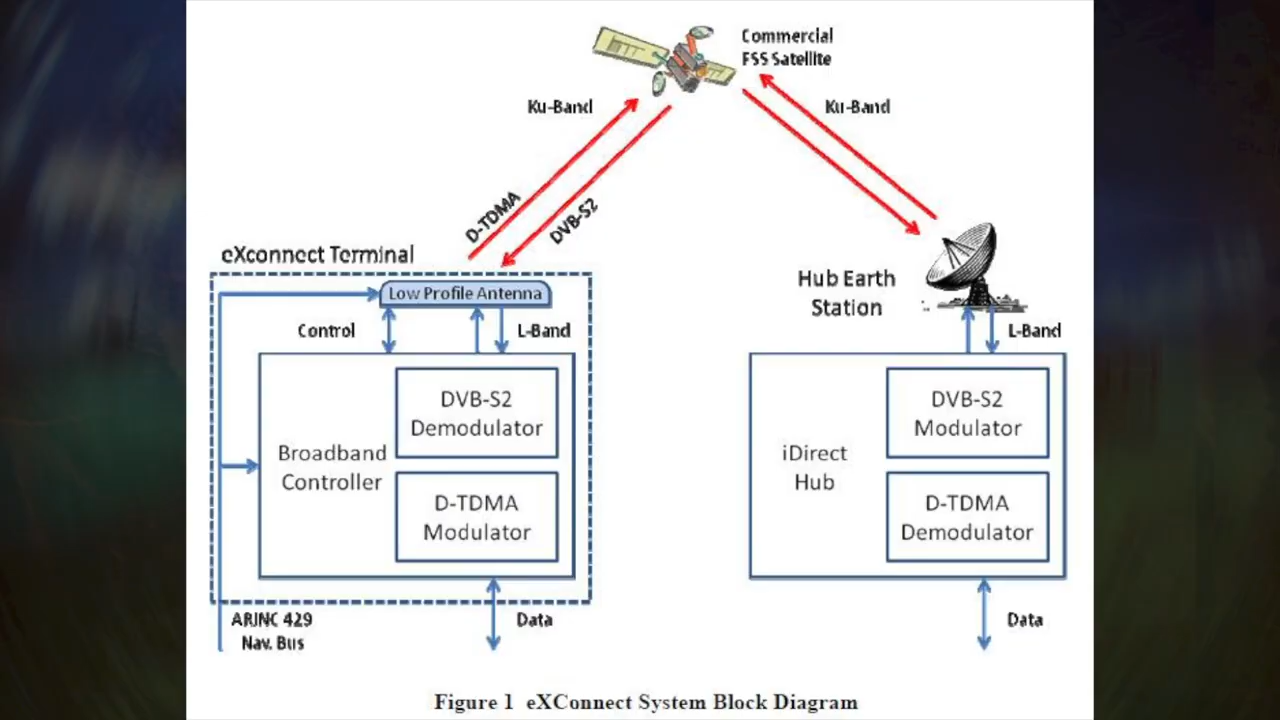 Commercial
FSS Satellite
Ku-Band
Ku-Band
D-TDMA
DVB-S2
eXconnect Terminal
Low Profile Antenna
Control
L-Band
DVB-S2
Demodulator
Broadband
Controller
D-TDMA
Modulator
ARINC 429
Nav. Bus
Data
Hub Earth
Station
L-Band
DVB-S2
Modulator
iDirect
Hub
D-TDMA
Demodulator
Data
Figure 1 eXConnect System Block Diagram